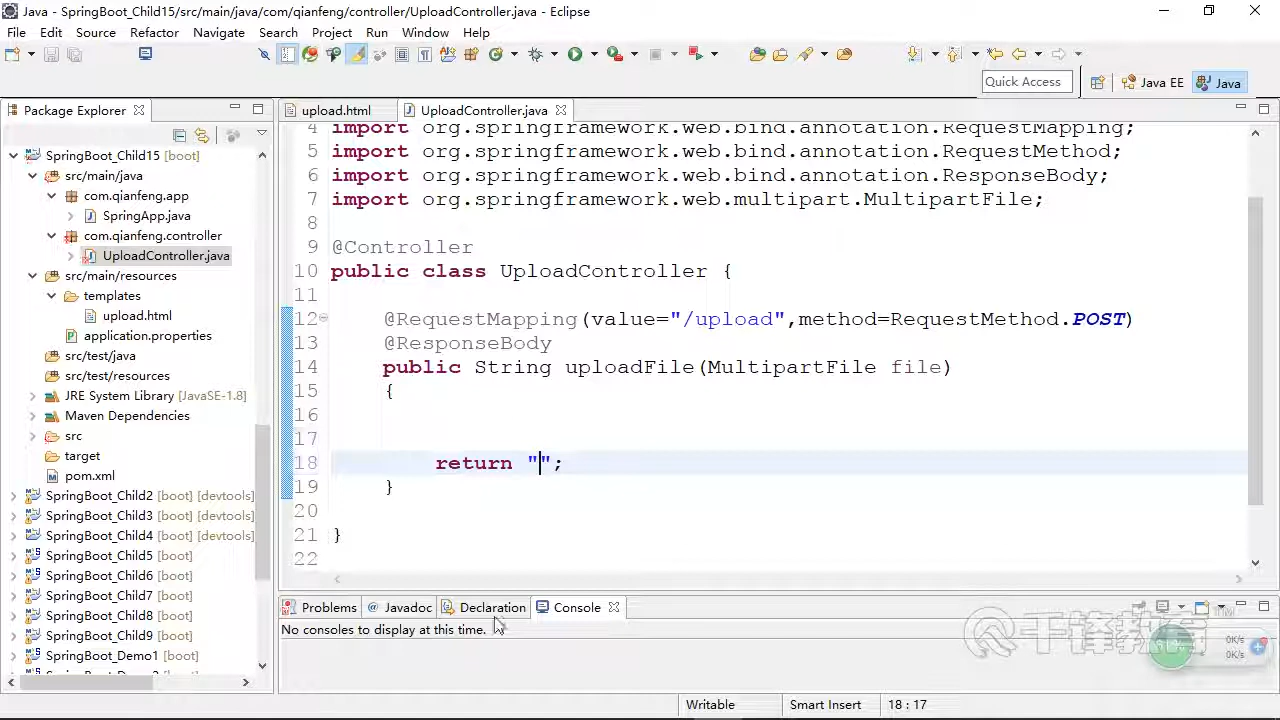 Java - SpringBoot_Child15/src/main/java/com/qianfeng/controller/UploadController.java - Eclipse
File Edit Source Refactor Navigate Search Project Run Window Help
Quick Access
Java EE
Java
Package Explorer
upload.html
UploadController.java
SpringBoot_Child15 [boot]
src/main/java
com.qianfeng.app
SpringApp.java
com.qianfeng.controller
UploadController.java
src/main/resources
templates
upload.html
application.properties
src/test/java
src/test/resources
JRE System Library [JavaSE-1.8]
Maven Dependencies
src
target
pom.xml
SpringBoot_Child2 [boot] [devtools]
SpringBoot_Child3 [boot] [devtools]
SpringBoot_Child4 [boot] [devtools]
SpringBoot_Child5 [boot]
SpringBoot_Child6 [boot]
SpringBoot_Child7 [boot]
SpringBoot_Child8 [boot]
SpringBoot_Child9 [boot]
SpringBoot_Demo1 [boot]
4 import org.springframework.web.bind.annotation.RequestMapping;
5 import org.springframework.web.bind.annotation.RequestMethod;
6 import org.springframework.web.bind.annotation.ResponseBody;
7 import org.springframework.web.multipart.MultipartFile;
8
9 @Controller
10 public class UploadController {
11
12 @RequestMapping(value="/upload",method=RequestMethod.POST)
13 @ResponseBody
14 public String uploadFile(MultipartFile file)
15 {
16
17
18 return "";
19 }
20
21 }
22
Problems
Javadoc
Declaration
Console
No consoles to display at this time.
千锋教育
0K/s
0K/s
Writable
Smart Insert
18 : 17